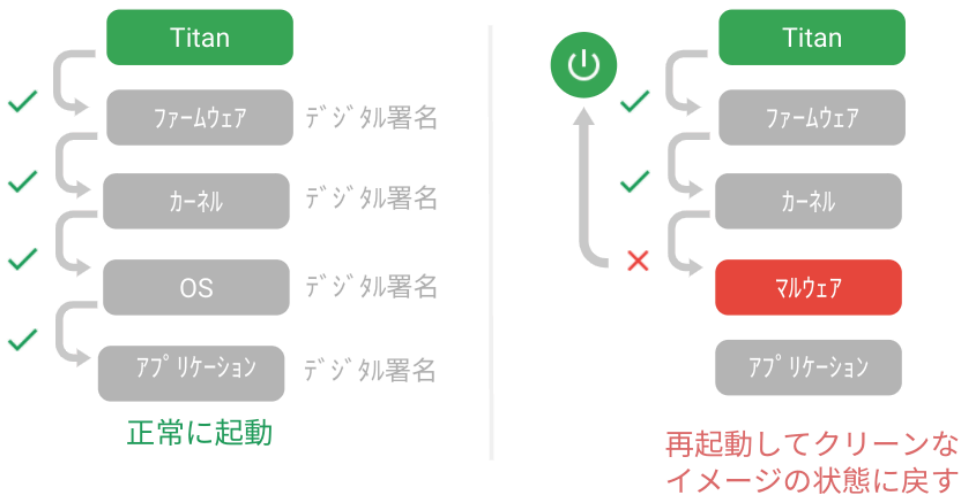 Titan
ファームウェア デジタル署名
カーネル デジタル署名
OS デジタル署名
アプリケーション デジタル署名
正常に起動
Titan
ファームウェア
カーネル
マルウェア
アプリケーション
再起動してクリーンな
イメージの状態に戻す